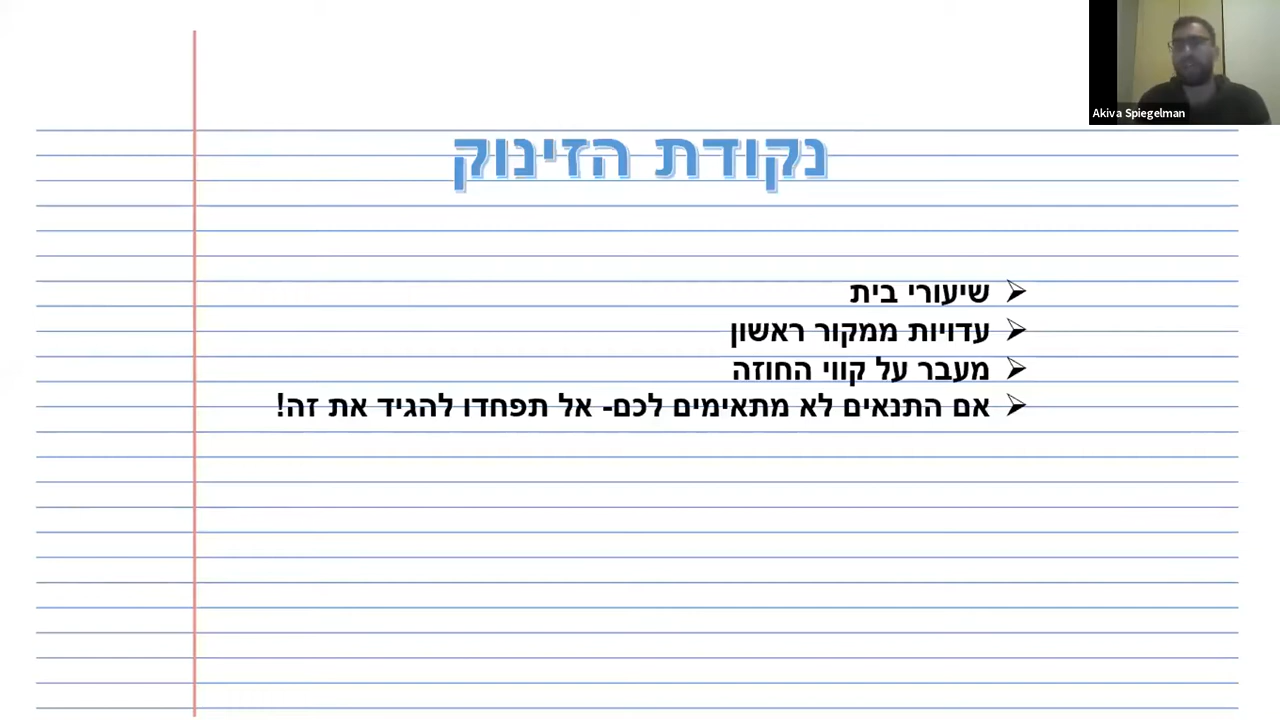 Akiva Spiegelman
נקודת הזינוק
שיעורי בית
עדויות ממקור ראשון
מעבר על קווי החוזה
אם התנאים לא מתאימים לכם- אל תפחדו להגיד את זה!